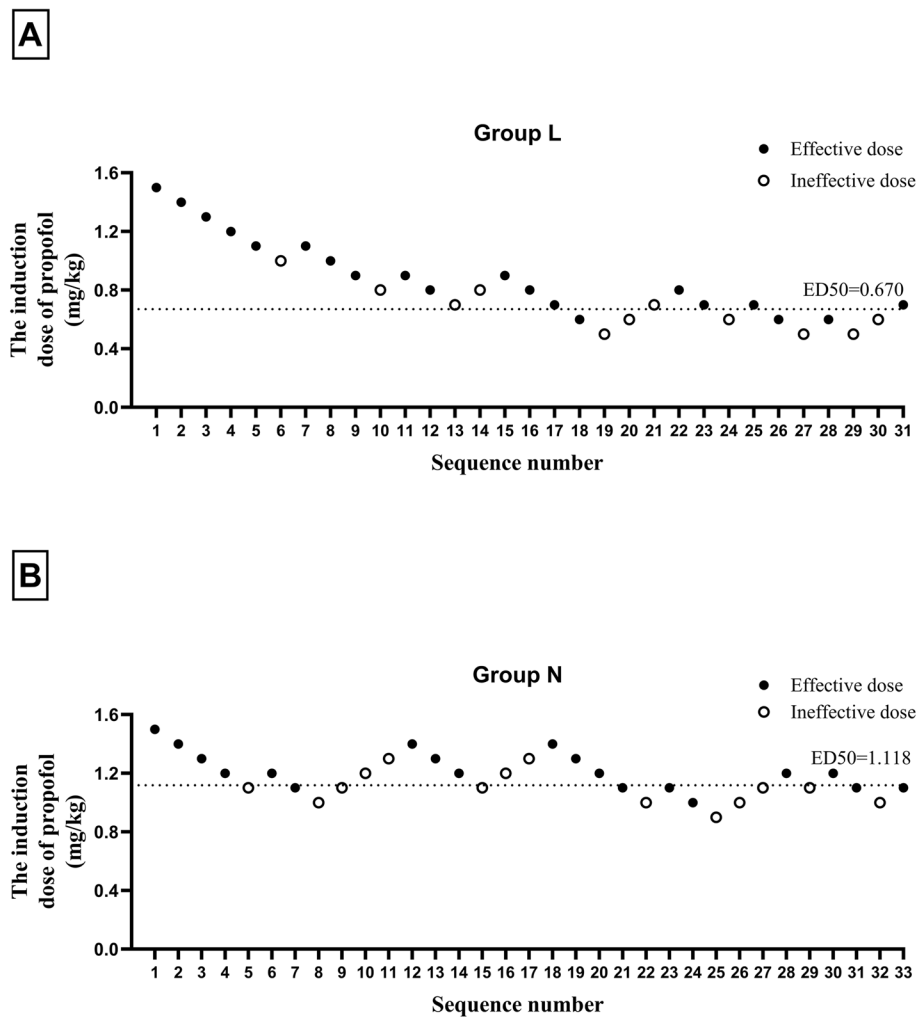 A
Group L
Effective dose
Ineffective dose
The induction
dose of propofol
(mg/kg)
1.6
1.2
0.8
0.4
0.0
ED50=0.670
1 2 3 4 5 6 7 8 9 10 11 12 13 14 15 16 17 18 19 20 21 22 23 24 25 26 27 28 29 30 31
Sequence number
B
Group N
Effective dose
Ineffective dose
The induction
dose of propofol
(mg/kg)
1.6
1.2
0.8
0.4
0.0
ED50=1.118
1 2 3 4 5 6 7 8 9 10 11 12 13 14 15 16 17 18 19 20 21 22 23 24 25 26 27 28 29 30 31 32 33
Sequence number